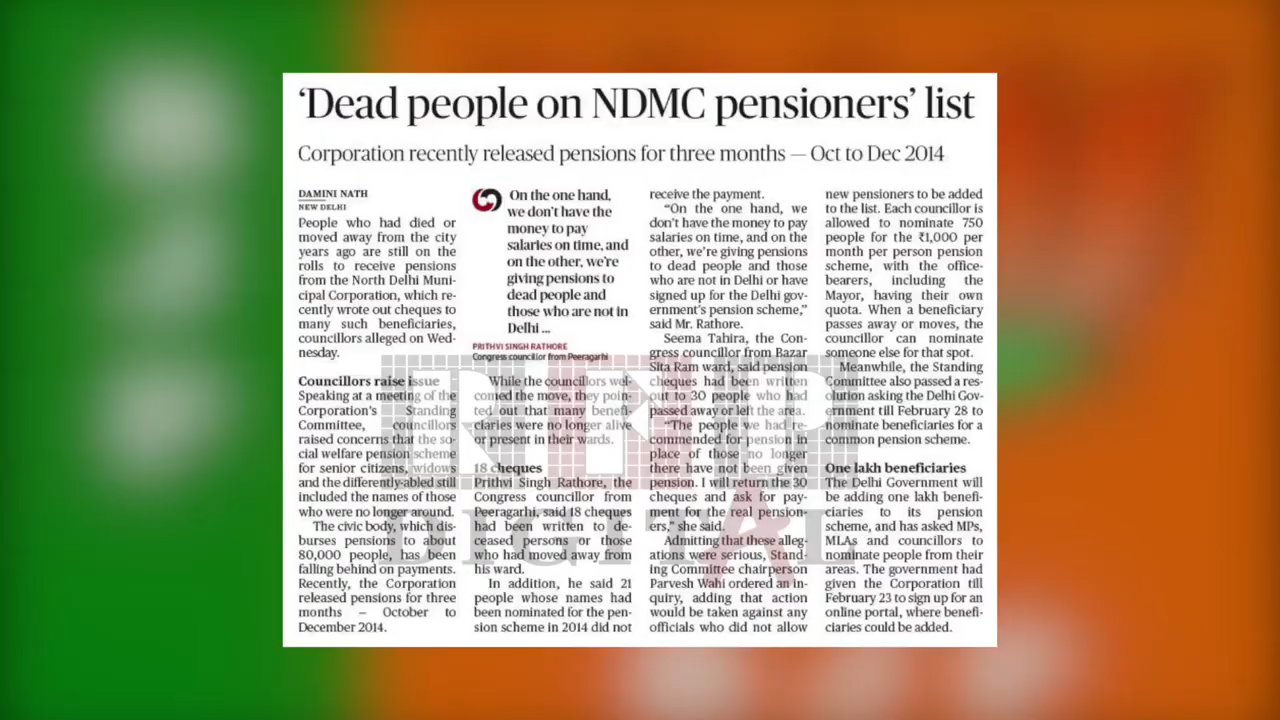 ‘Dead people on NDMC pensioners’ list
Corporation recently released pensions for three months — Oct to Dec 2014
DAMINI NATH
NEW DELHI
People who had died or
moved away from the city
years ago are still on the
rolls to receive pensions
from the North Delhi Muni-
cipal Corporation, which re-
cently wrote out cheques to
many such beneficiaries,
councillors alleged on Wed-
nesday.
Councillors raise issue
Speaking at a meeting of the
Corporation's Standing
Committee, councillors
raised concerns that the so-
cial welfare pension scheme
for senior citizens, widows
and the differently-abled still
included the names of those
who were no longer around.
The civic body, which dis-
burses pensions to about
80,000 people, has been
falling behind on payments.
Recently, the Corporation
released pensions for three
months — October to
December 2014.
On the one hand,
we don't have the
money to pay
salaries on time, and
on the other, we're
giving pensions to
dead people and
those who are not in
Delhi ...
PRITHVI SINGH RATHORE
Congress councillor from Peeragarhi
While the councillors wel-
comed the move, they poin-
ted out that many benefi-
ciaries were no longer alive
or present in their wards.
18 cheques
Prithvi Singh Rathore, the
Congress councillor from
Peeragarhi, said 18 cheques
had been written to de-
ceased persons or those
who had moved away from
his ward.
In addition, he said 21
people whose names had
been nominated for the pen-
sion scheme in 2014 did not
receive the payment.
“On the one hand, we
don't have the money to pay
salaries on time, and on the
other, we're giving pensions
to dead people and those
who are not in Delhi or have
signed up for the Delhi gov-
ernment's pension scheme,”
said Mr. Rathore.
Seema Tahira, the Con-
gress councillor from Bazar
Sita Ram ward, said pension
cheques had been written
out to 30 people who had
passed away or left the area.
“The people we had re-
commended for pension in
place of those no longer
there have not been given
pension. I will return the 30
cheques and ask for pay-
ment for the real pension-
ers,” she said.
Admitting that these alleg-
ations were serious, Stand-
ing Committee chairperson
Parvesh Wahi ordered an in-
quiry, adding that action
would be taken against any
officials who did not allow
new pensioners to be added
to the list. Each councillor is
allowed to nominate 750
people for the ₹1,000 per
month per person pension
scheme, with the office-
bearers, including the
Mayor, having their own
quota. When a beneficiary
passes away or moves, the
councillor can nominate
someone else for that spot.
Meanwhile, the Standing
Committee also passed a res-
olution asking the Delhi Gov-
ernment till February 28 to
nominate beneficiaries for a
common pension scheme.
One lakh beneficiaries
The Delhi Government will
be adding one lakh benefi-
ciaries to its pension
scheme, and has asked MPs,
MLAs and councillors to
nominate people from their
areas. The government had
given the Corporation till
February 23 to sign up for an
online portal, where benefi-
ciaries could be added.
DIGITAL